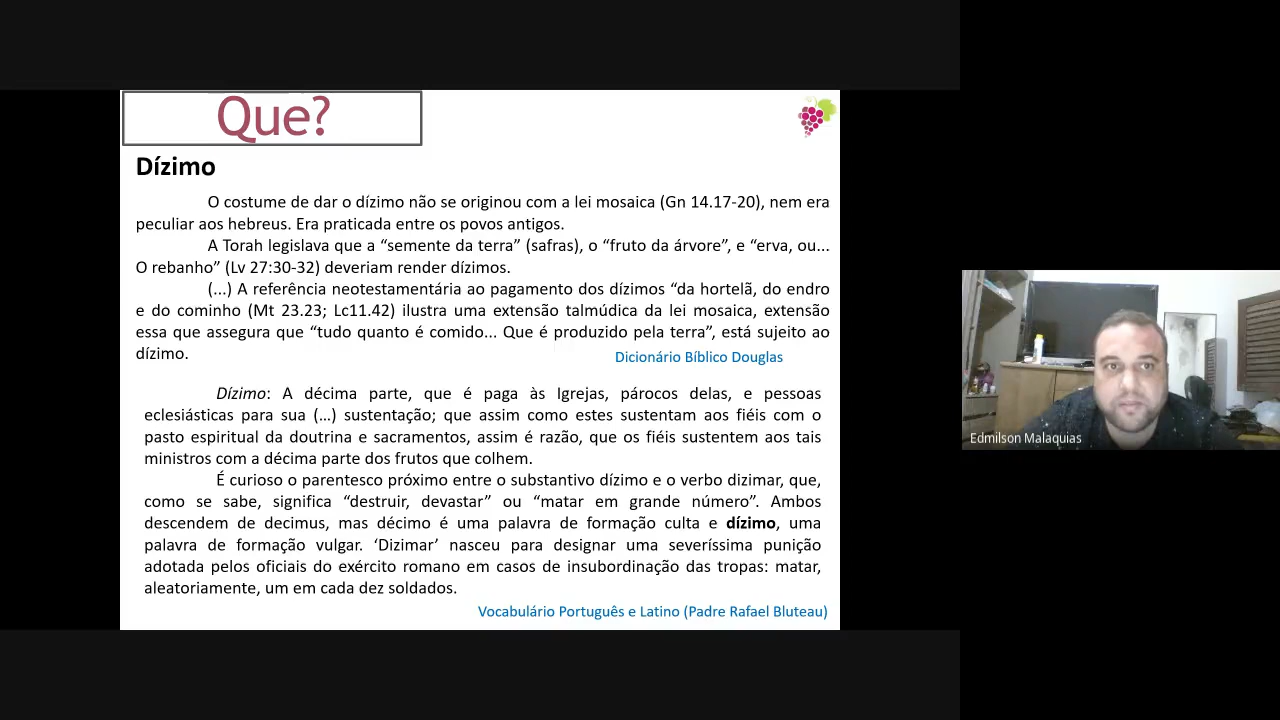 Que?
Dízimo
O costume de dar o dízimo não se originou com a lei mosaica (Gn 14.17-20), nem era
peculiar aos hebreus. Era praticada entre os povos antigos.
A Torah legislava que a “semente da terra” (safras), o “fruto da árvore”, e “erva, ou...
O rebanho” (Lv 27:30-32) deveriam render dízimos.
(...) A referência neotestamentária ao pagamento dos dízimos “da hortelã, do endro
e do cominho (Mt 23.23; Lc11.42) ilustra uma extensão talmúdica da lei mosaica, extensão
essa que assegura que “tudo quanto é comido... Que é produzido pela terra”, está sujeito ao
dízimo.
Dicionário Bíblico Douglas
Dízimo: A décima parte, que é paga às Igrejas, párocos delas, e pessoas
eclesiásticas para sua (...) sustentação; que assim como estes sustentam aos fiéis com o
pasto espiritual da doutrina e sacramentos, assim é razão, que os fiéis sustentem aos tais
ministros com a décima parte dos frutos que colhem.
É curioso o parentesco próximo entre o substantivo dízimo e o verbo dizimar, que,
como se sabe, significa “destruir, devastar” ou “matar em grande número”. Ambos
descendem de decimus, mas décimo é uma palavra de formação culta e dízimo, uma
palavra de formação vulgar. ‘Dizimar’ nasceu para designar uma severíssima punição
adotada pelos oficiais do exército romano em casos de insubordinação das tropas: matar,
aleatoriamente, um em cada dez soldados.
Vocabulário Português e Latino (Padre Rafael Bluteau)
Edmilson Malaquias